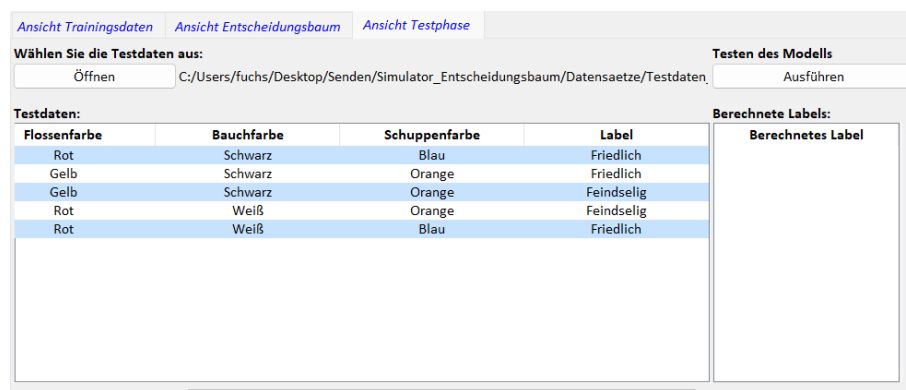 Ansicht Trainingsdaten Ansicht Entscheidungsbaum Ansicht Testphase
Wählen Sie die Testdaten aus: Testen des Modells
Öffnen C:/Users/fuchs/Desktop/Senden/Simulator_Entscheidungsbaum/Datensaetze/Testdaten_ Ausführen
Testdaten: Berechnete Labels:
Flossenfarbe Bauchfarbe Schuppenfarbe Label Berechnetes Label
Rot Schwarz Blau Friedlich
Gelb Schwarz Orange Friedlich
Gelb Schwarz Orange Feindselig
Rot Weiß Orange Feindselig
Rot Weiß Blau Friedlich